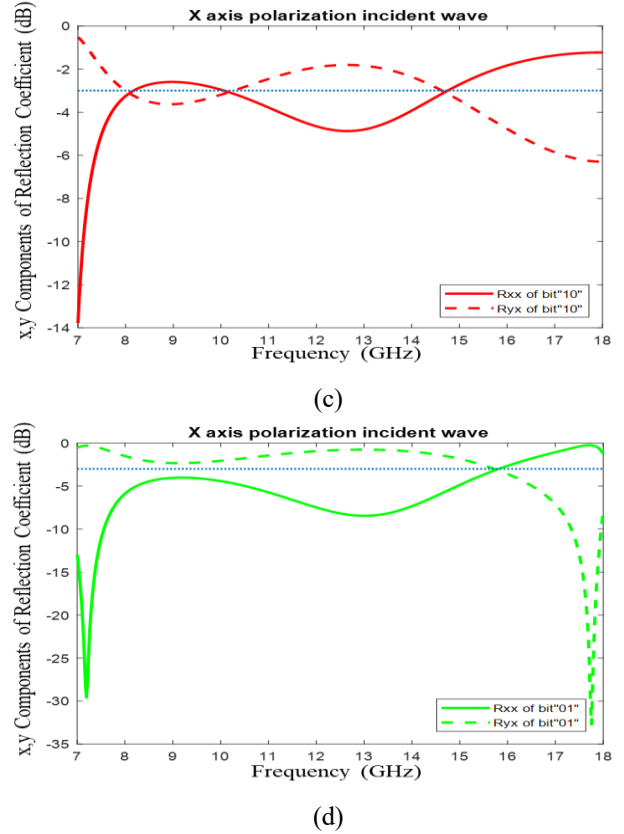 X axis polarization incident wave
x,y Components of Reflection Coefficient (dB)
0
-2
-4
-6
-8
-10
-12
-14
Rxx of bit"10"
Ryx of bit"10"
7 8 9 10 11 12 13 14 15 16 17 18
Frequency (GHz)
(c)
X axis polarization incident wave
x,y Components of Reflection Coefficient (dB)
0
-5
-10
-15
-20
-25
-30
-35
Rxx of bit"01"
Ryx of bit"01"
7 8 9 10 11 12 13 14 15 16 17 18
Frequency (GHz)
(d)